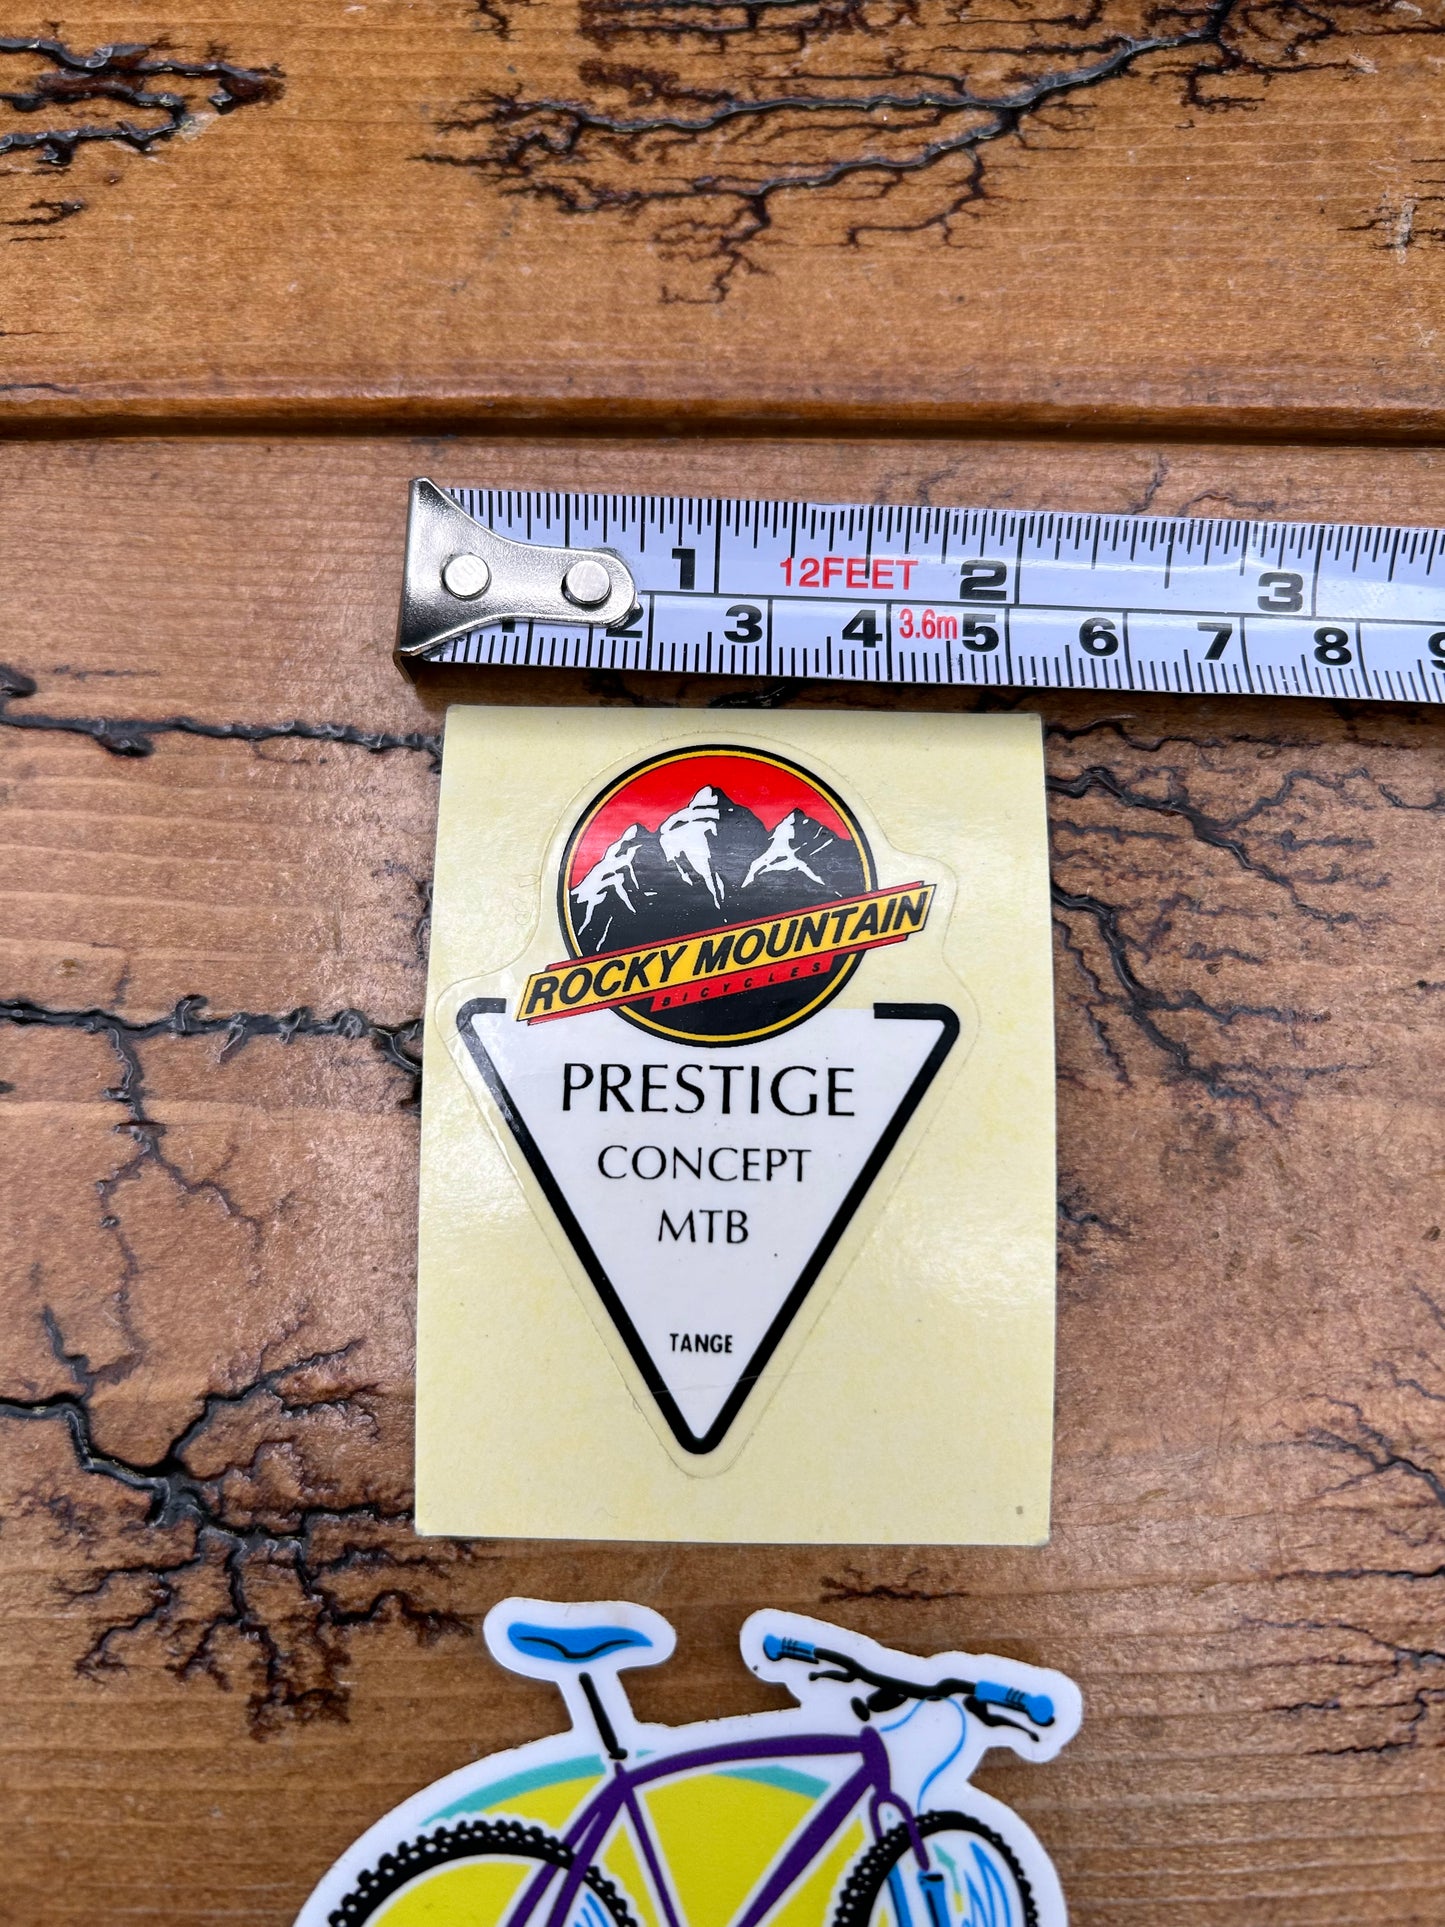 1 12FEET 2 3
1 2 3 4 3.6m 5 6 7 8 9
ROCKY MOUNTAIN
BICYCLES
PRESTIGE
CONCEPT
MTB
TANGE